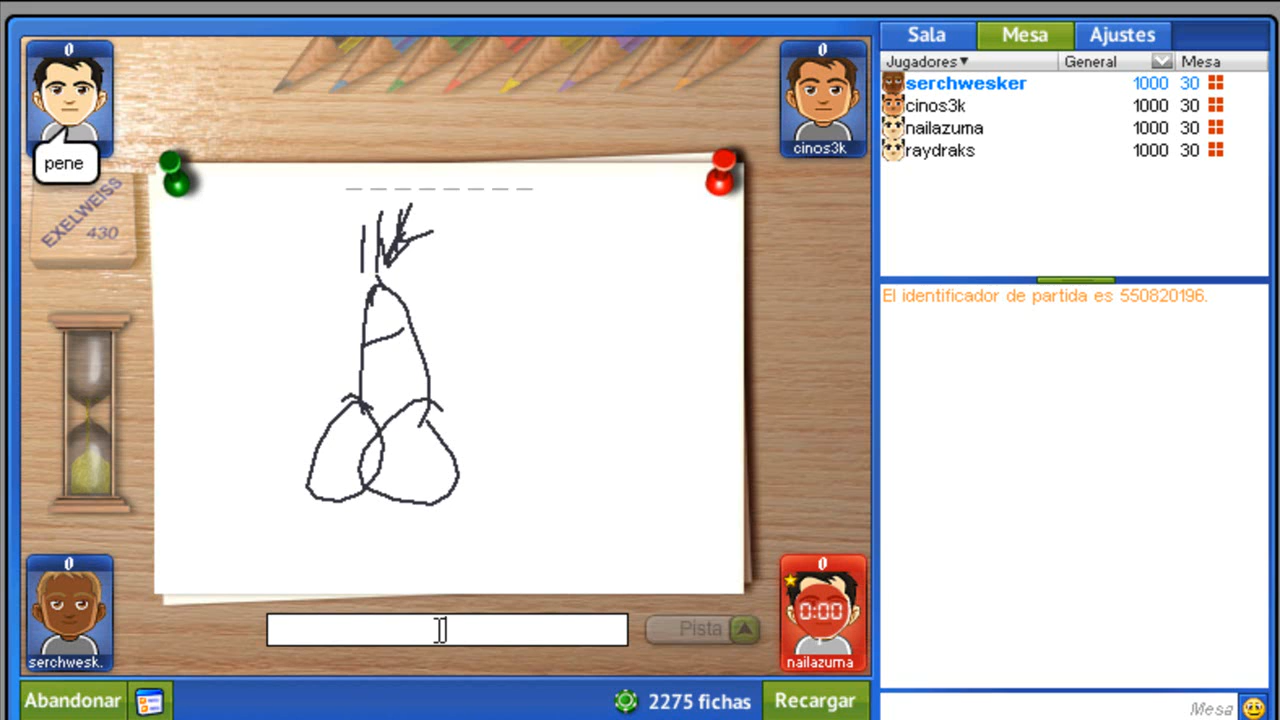 Sala Mesa Ajustes
Jugadores General Mesa
serchwesker 1000 30
cinos3k 1000 30
nailazuma 1000 30
raydraks 1000 30
0
pene
0
cinos3k
EXELWEISS
430
El identificador de partida es 550820196.
0
serchwesk.
Pista
0
0:00
nailazuma
Abandonar
2275 fichas
Recargar
Mesa